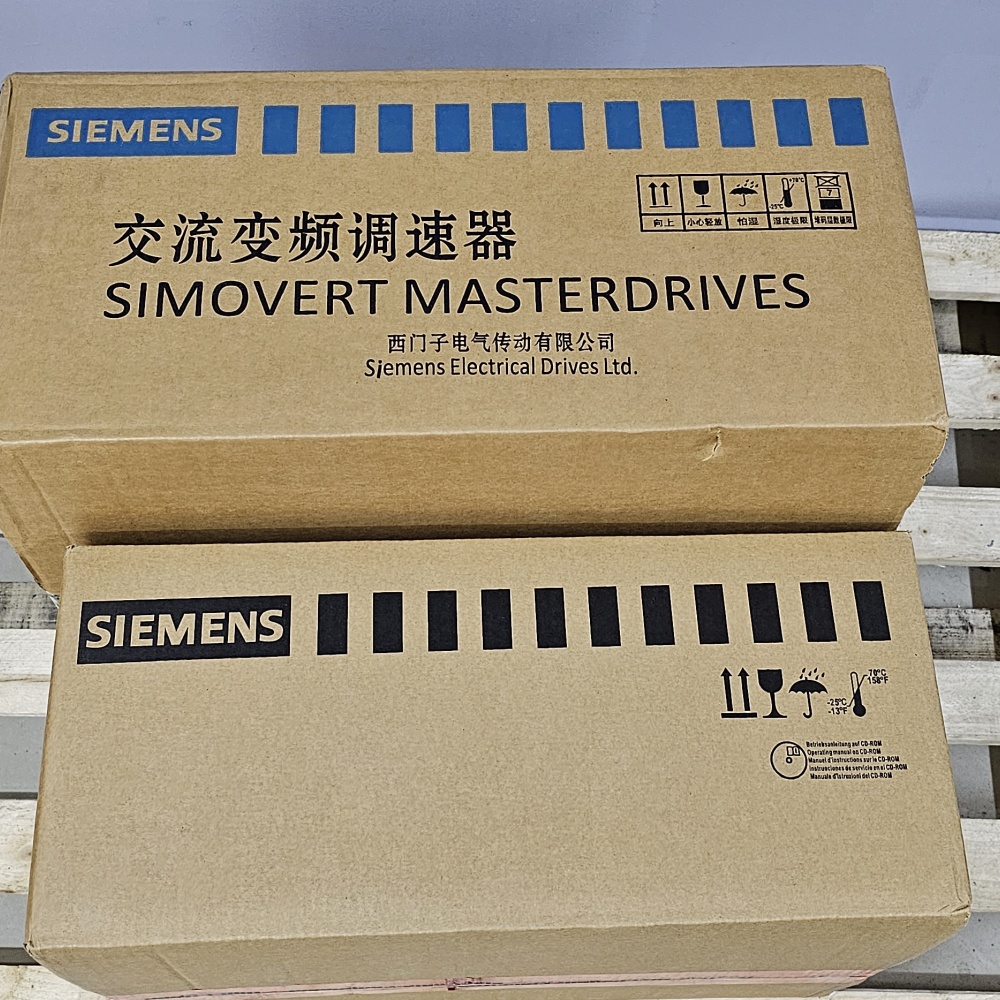 SIEMENS
+70°C
-25°C
7
向上 小心轻放 怕湿 温度极限 堆码层数极限
交流变频调速器
SIMOVERT MASTERDRIVES
西门子电气传动有限公司
Siemens Electrical Drives Ltd.
SIEMENS
70°C
158°F
-25°C
-13°F
Betriebsanleitung auf CD-ROM
Operating manual on CD-ROM
Manuel d'instructions sur le CD-ROM
Instrucciones de servicio en el CD-ROM
Manuale d'istruzioni del CD-ROM